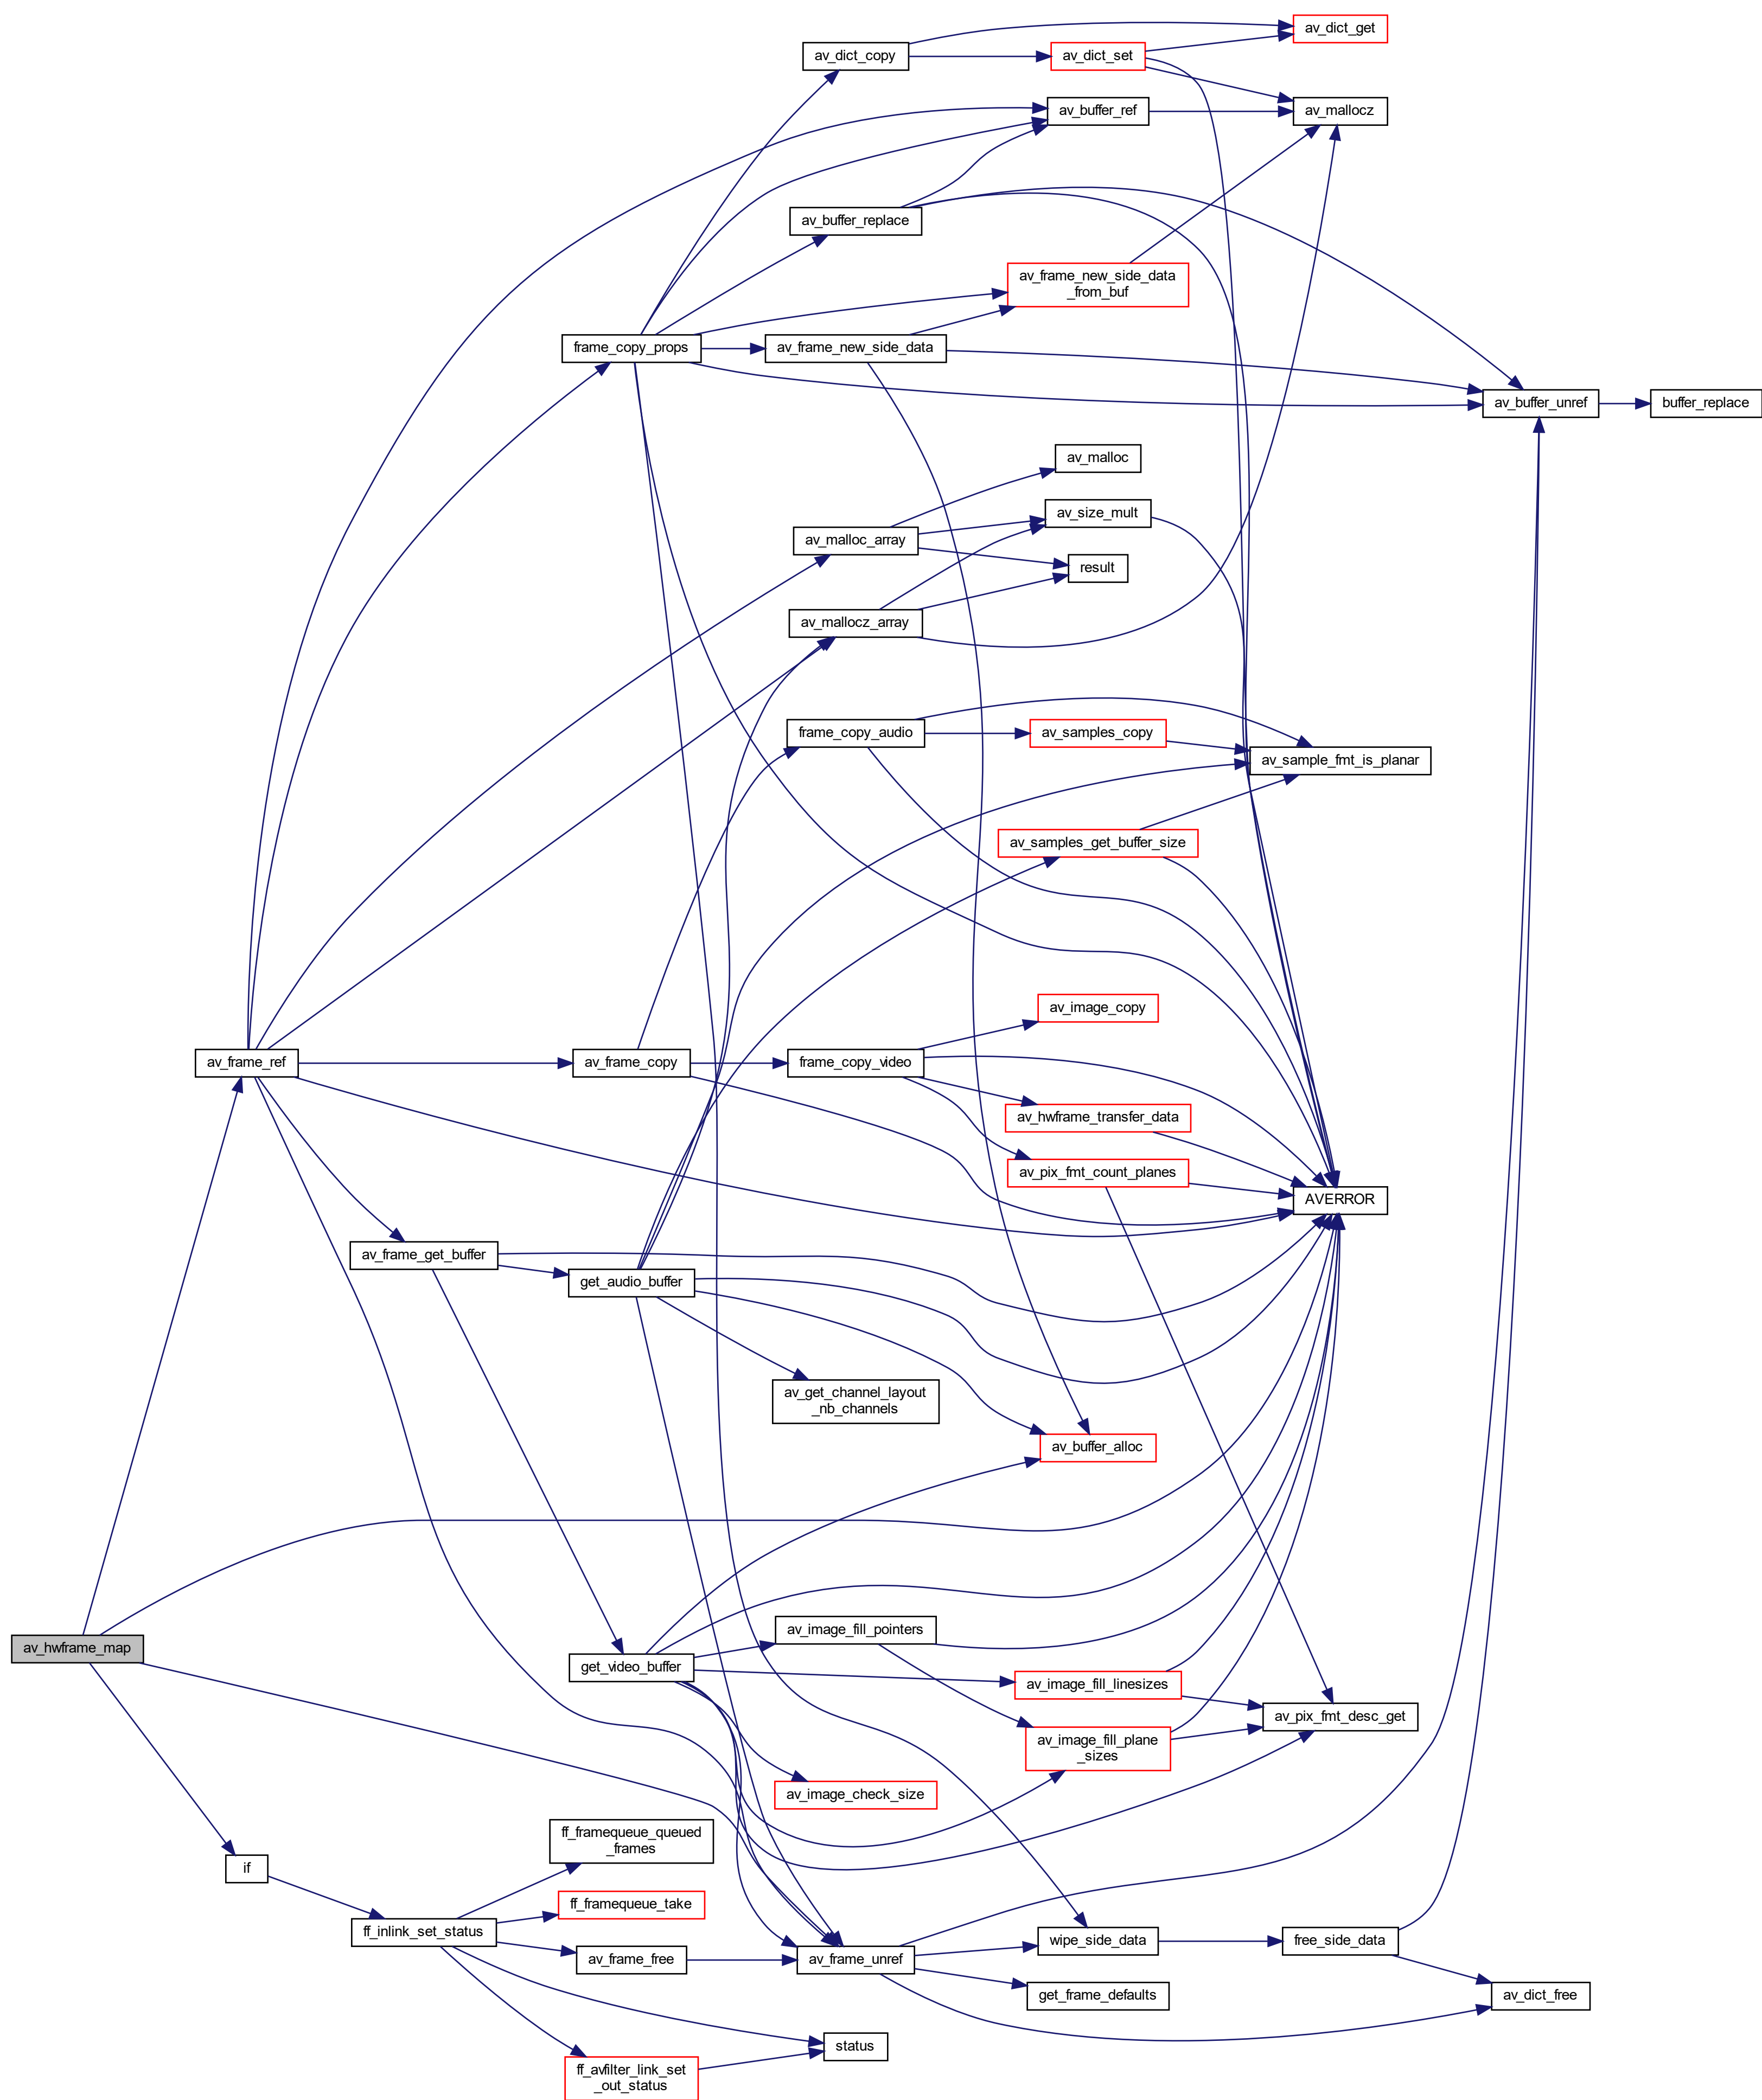 av_dict_get
av_dict_copy
av_dict_set
av_buffer_ref
av_mallocz
av_buffer_replace
av_frame_new_side_data
_from_buf
frame_copy_props
av_frame_new_side_data
av_buffer_unref
buffer_replace
av_malloc
av_size_mult
av_malloc_array
result
av_mallocz_array
frame_copy_audio
av_samples_copy
av_sample_fmt_is_planar
av_samples_get_buffer_size
av_image_copy
av_frame_ref
av_frame_copy
frame_copy_video
av_hwframe_transfer_data
av_pix_fmt_count_planes
AVERROR
av_frame_get_buffer
get_audio_buffer
av_get_channel_layout
_nb_channels
av_buffer_alloc
av_image_fill_pointers
av_hwframe_map
get_video_buffer
av_image_fill_linesizes
av_pix_fmt_desc_get
av_image_fill_plane
_sizes
av_image_check_size
ff_framequeue_queued
_frames
if
ff_framequeue_take
ff_inlink_set_status
wipe_side_data
free_side_data
av_frame_free
av_frame_unref
get_frame_defaults
av_dict_free
status
ff_avfilter_link_set
_out_status